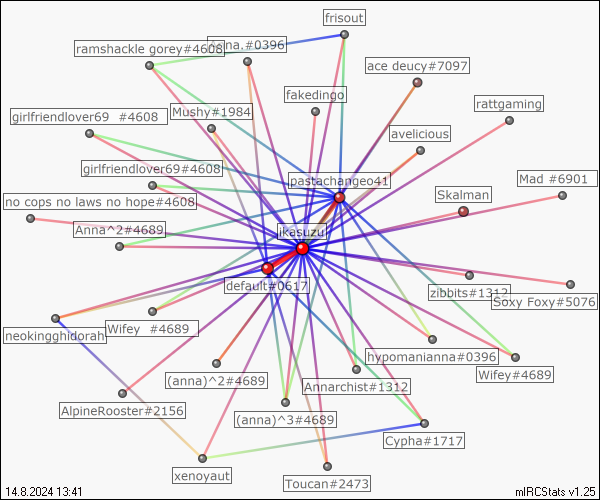 frisout
ramshackle gorey#4608
anna.#0396
ace deucy#7097
fakedingo
rattgaming
girlfriendlover69 #4608
Mushy#1984
avelicious
girlfriendlover69#4608
pastachangeo41
Mad #6901
Skalman
no cops no laws no hope#4608
Anna^2#4689
ikasuzu
default#0617
zibbits#1312
Soxy Foxy#5076
neokingghidorah
Wifey #4689
hypomanianna#0396
Wifey#4689
(anna)^2#4689
Annarchist#1312
AlpineRooster#2156
(anna)^3#4689
Cypha#1717
xenoyaut
Toucan#2473
14.8.2024 13:41
mIRCStats v1.25